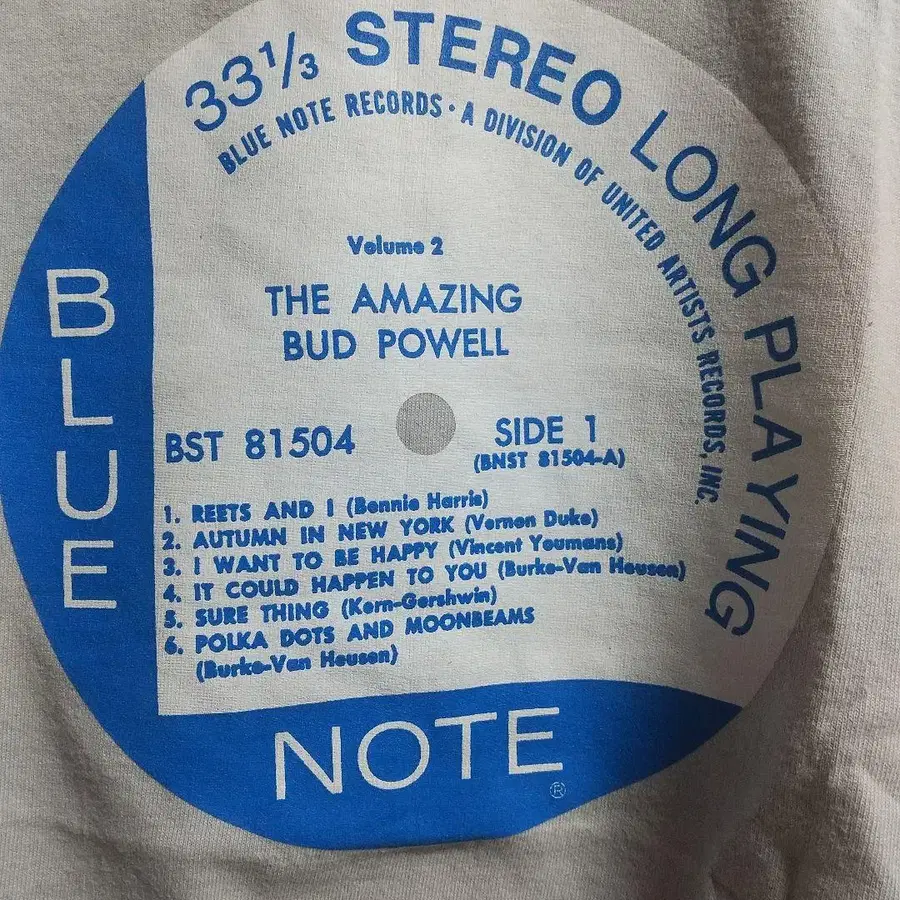 33⅓ STEREO LONG PLAYING
BLUE NOTE RECORDS · A DIVISION OF UNITED ARTISTS RECORDS, INC.
Volume 2
THE AMAZING
BUD POWELL
BST 81504
SIDE 1
(BNST 81504-A)
1. REETS AND I (Bennie Harris)
2. AUTUMN IN NEW YORK (Vernon Duke)
3. I WANT TO BE HAPPY (Vincent Youmans)
4. IT COULD HAPPEN TO YOU (Burke-Van Heusen)
5. SURE THING (Kern-Gershwin)
6. POLKA DOTS AND MOONBEAMS
(Burke-Van Heusen)
BLUE
NOTE
®